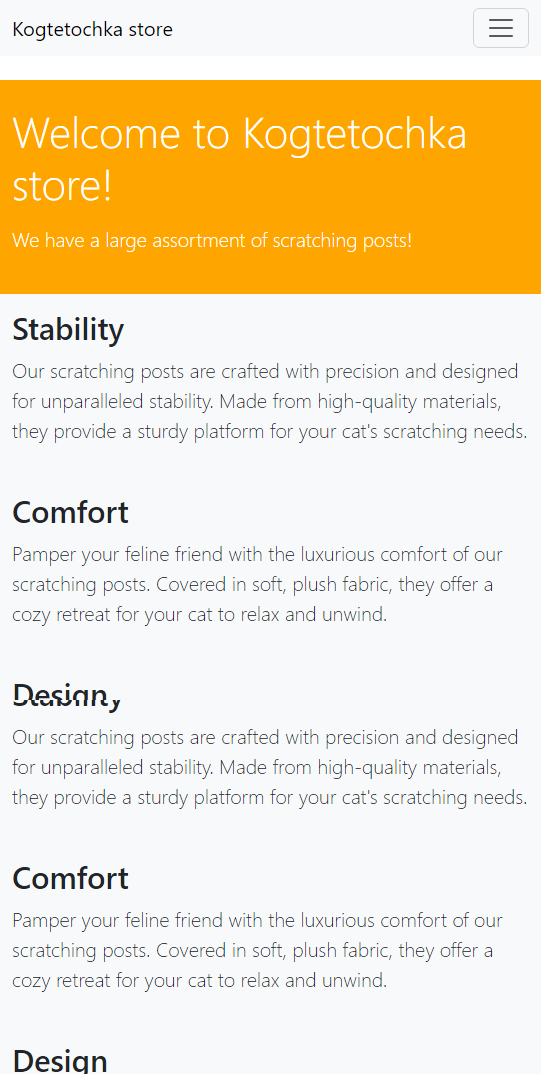 Kogtetochka store
Welcome to Kogtetochka
store!
We have a large assortment of scratching posts!
Stability
Our scratching posts are crafted with precision and designed
for unparalleled stability. Made from high-quality materials,
they provide a sturdy platform for your cat's scratching needs.
Comfort
Pamper your feline friend with the luxurious comfort of our
scratching posts. Covered in soft, plush fabric, they offer a
cozy retreat for your cat to relax and unwind.
Our scratching posts are crafted with precision and designed
for unparalleled stability. Made from high-quality materials,
they provide a sturdy platform for your cat's scratching needs.
Comfort
Pamper your feline friend with the luxurious comfort of our
scratching posts. Covered in soft, plush fabric, they offer a
cozy retreat for your cat to relax and unwind.
Design